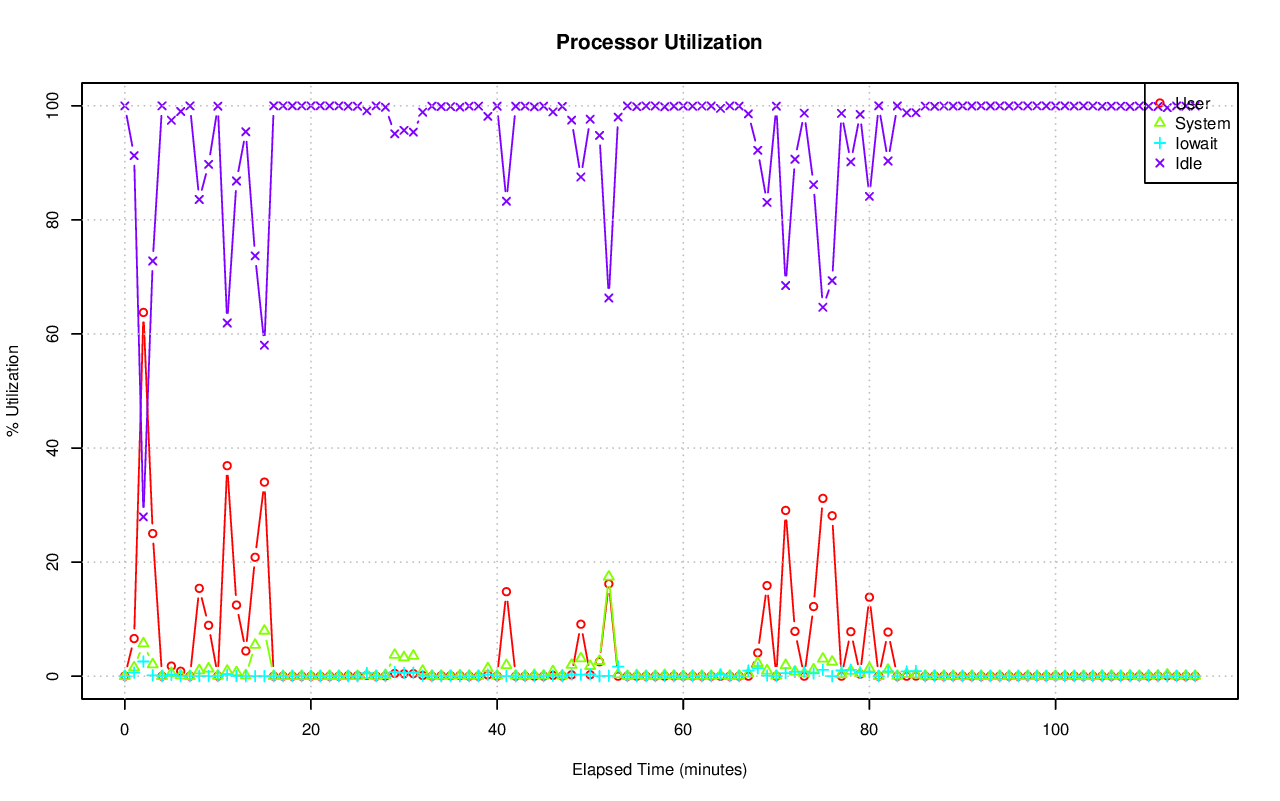 Processor Utilization
% Utilization
100
80
60
40
20
0
User
System
Iowait
Idle
0 20 40 60 80 100
Elapsed Time (minutes)